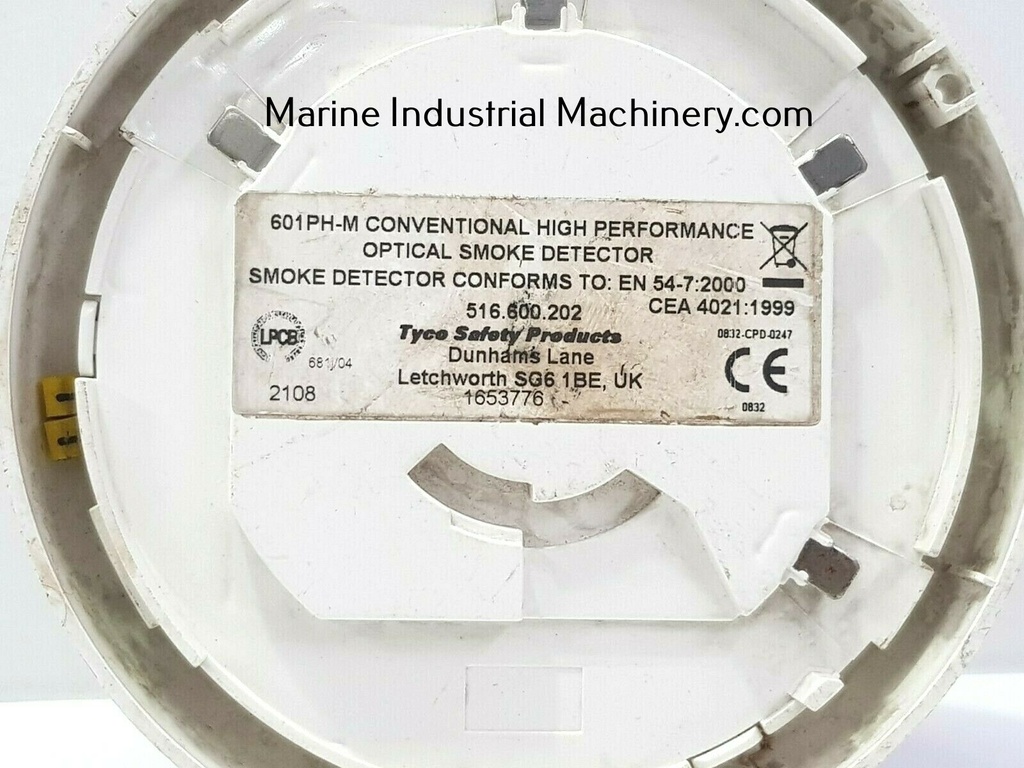 Marine Industrial Machinery.com
601PH-M CONVENTIONAL HIGH PERFORMANCE
OPTICAL SMOKE DETECTOR
SMOKE DETECTOR CONFORMS TO: EN 54-7:2000
CEA 4021:1999
516.600.202
Tyco Safety Products
Dunhams Lane
Letchworth SG6 1BE, UK
1653776
LPCB
681j/04
2108
0832-CPD-0247
CE
0832